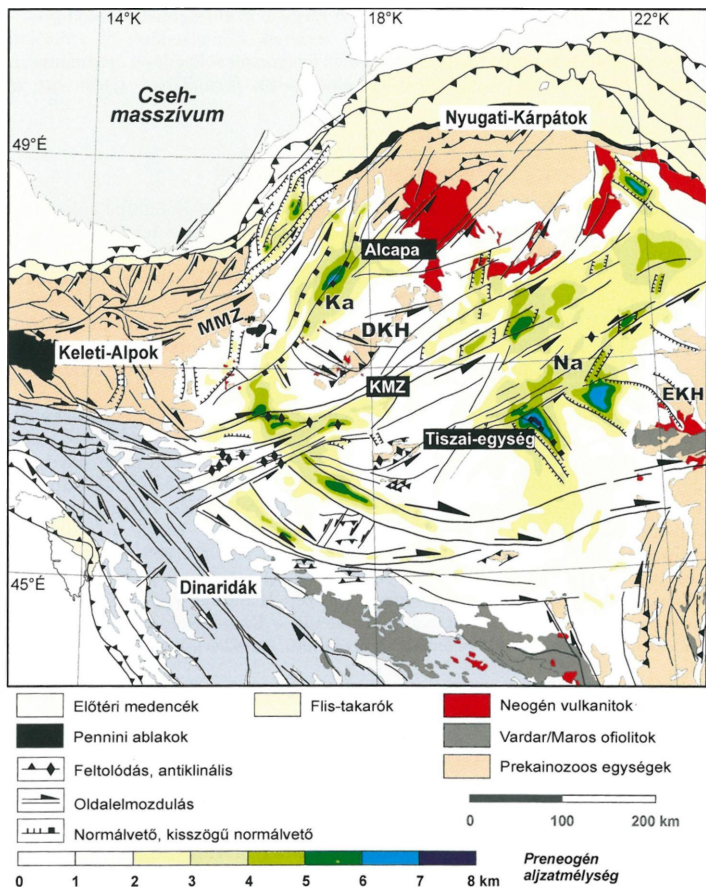 14°K
18°K
22°K
Cseh-
masszívum
Nyugati-Kárpátok
49°É
Alcapa
Ka
MMZ
DKH
Keleti-Alpok
Na
KMZ
EKH
Tiszai-egység
45°É
Dinaridák
Előtéri medencék
Flis-takarók
Neogén vulkanitok
Pennini ablakok
Vardar/Maros ofiolitok
Feltolódás, antiklinális
Prekainozoos egységek
Oldalelmozdulás
0 100 200 km
Normálvető, kisszögű normálvető
0 1 2 3 4 5 6 7 8 km
Preneogén
aljzatmélység